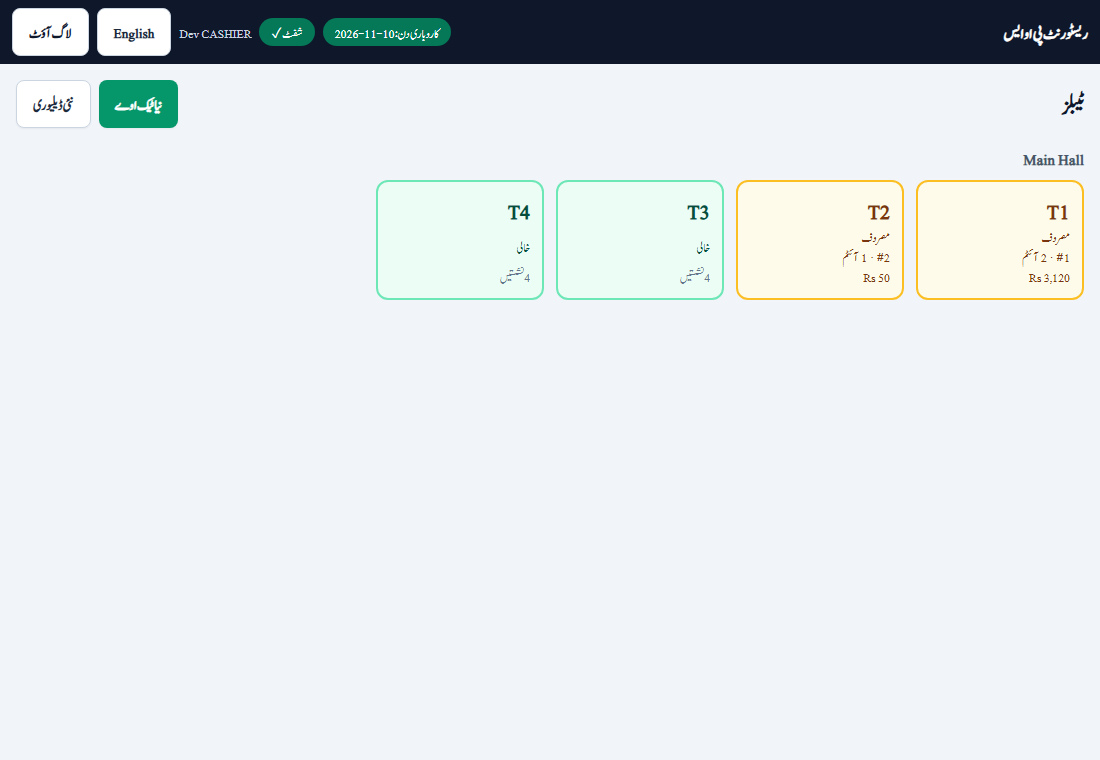 ریسٹورنٹ پی او ایس
کاروباری دن: 2026-11-10
شفٹ ✓
Dev CASHIER
English
لاگ آؤٹ
ٹیبلز
نیا ٹیک اوے
نئی ڈیلیوری
Main Hall
T1
مصروف
#1 · 2 آئٹم
Rs 3,120
T2
مصروف
#2 · 1 آئٹم
Rs 50
T3
خالی
4 نشستیں
T4
خالی
4 نشستیں